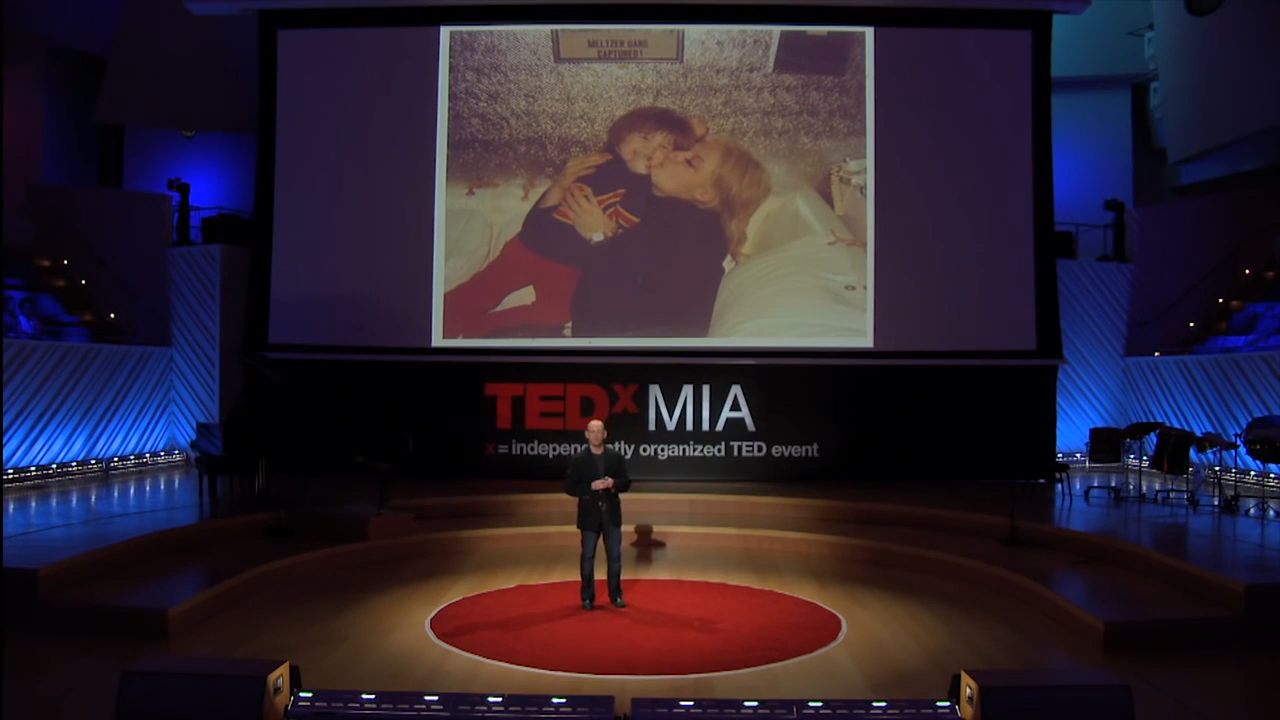 MELTZER GANG
CAPTURED!
TEDx MIA
x = independently organized TED event